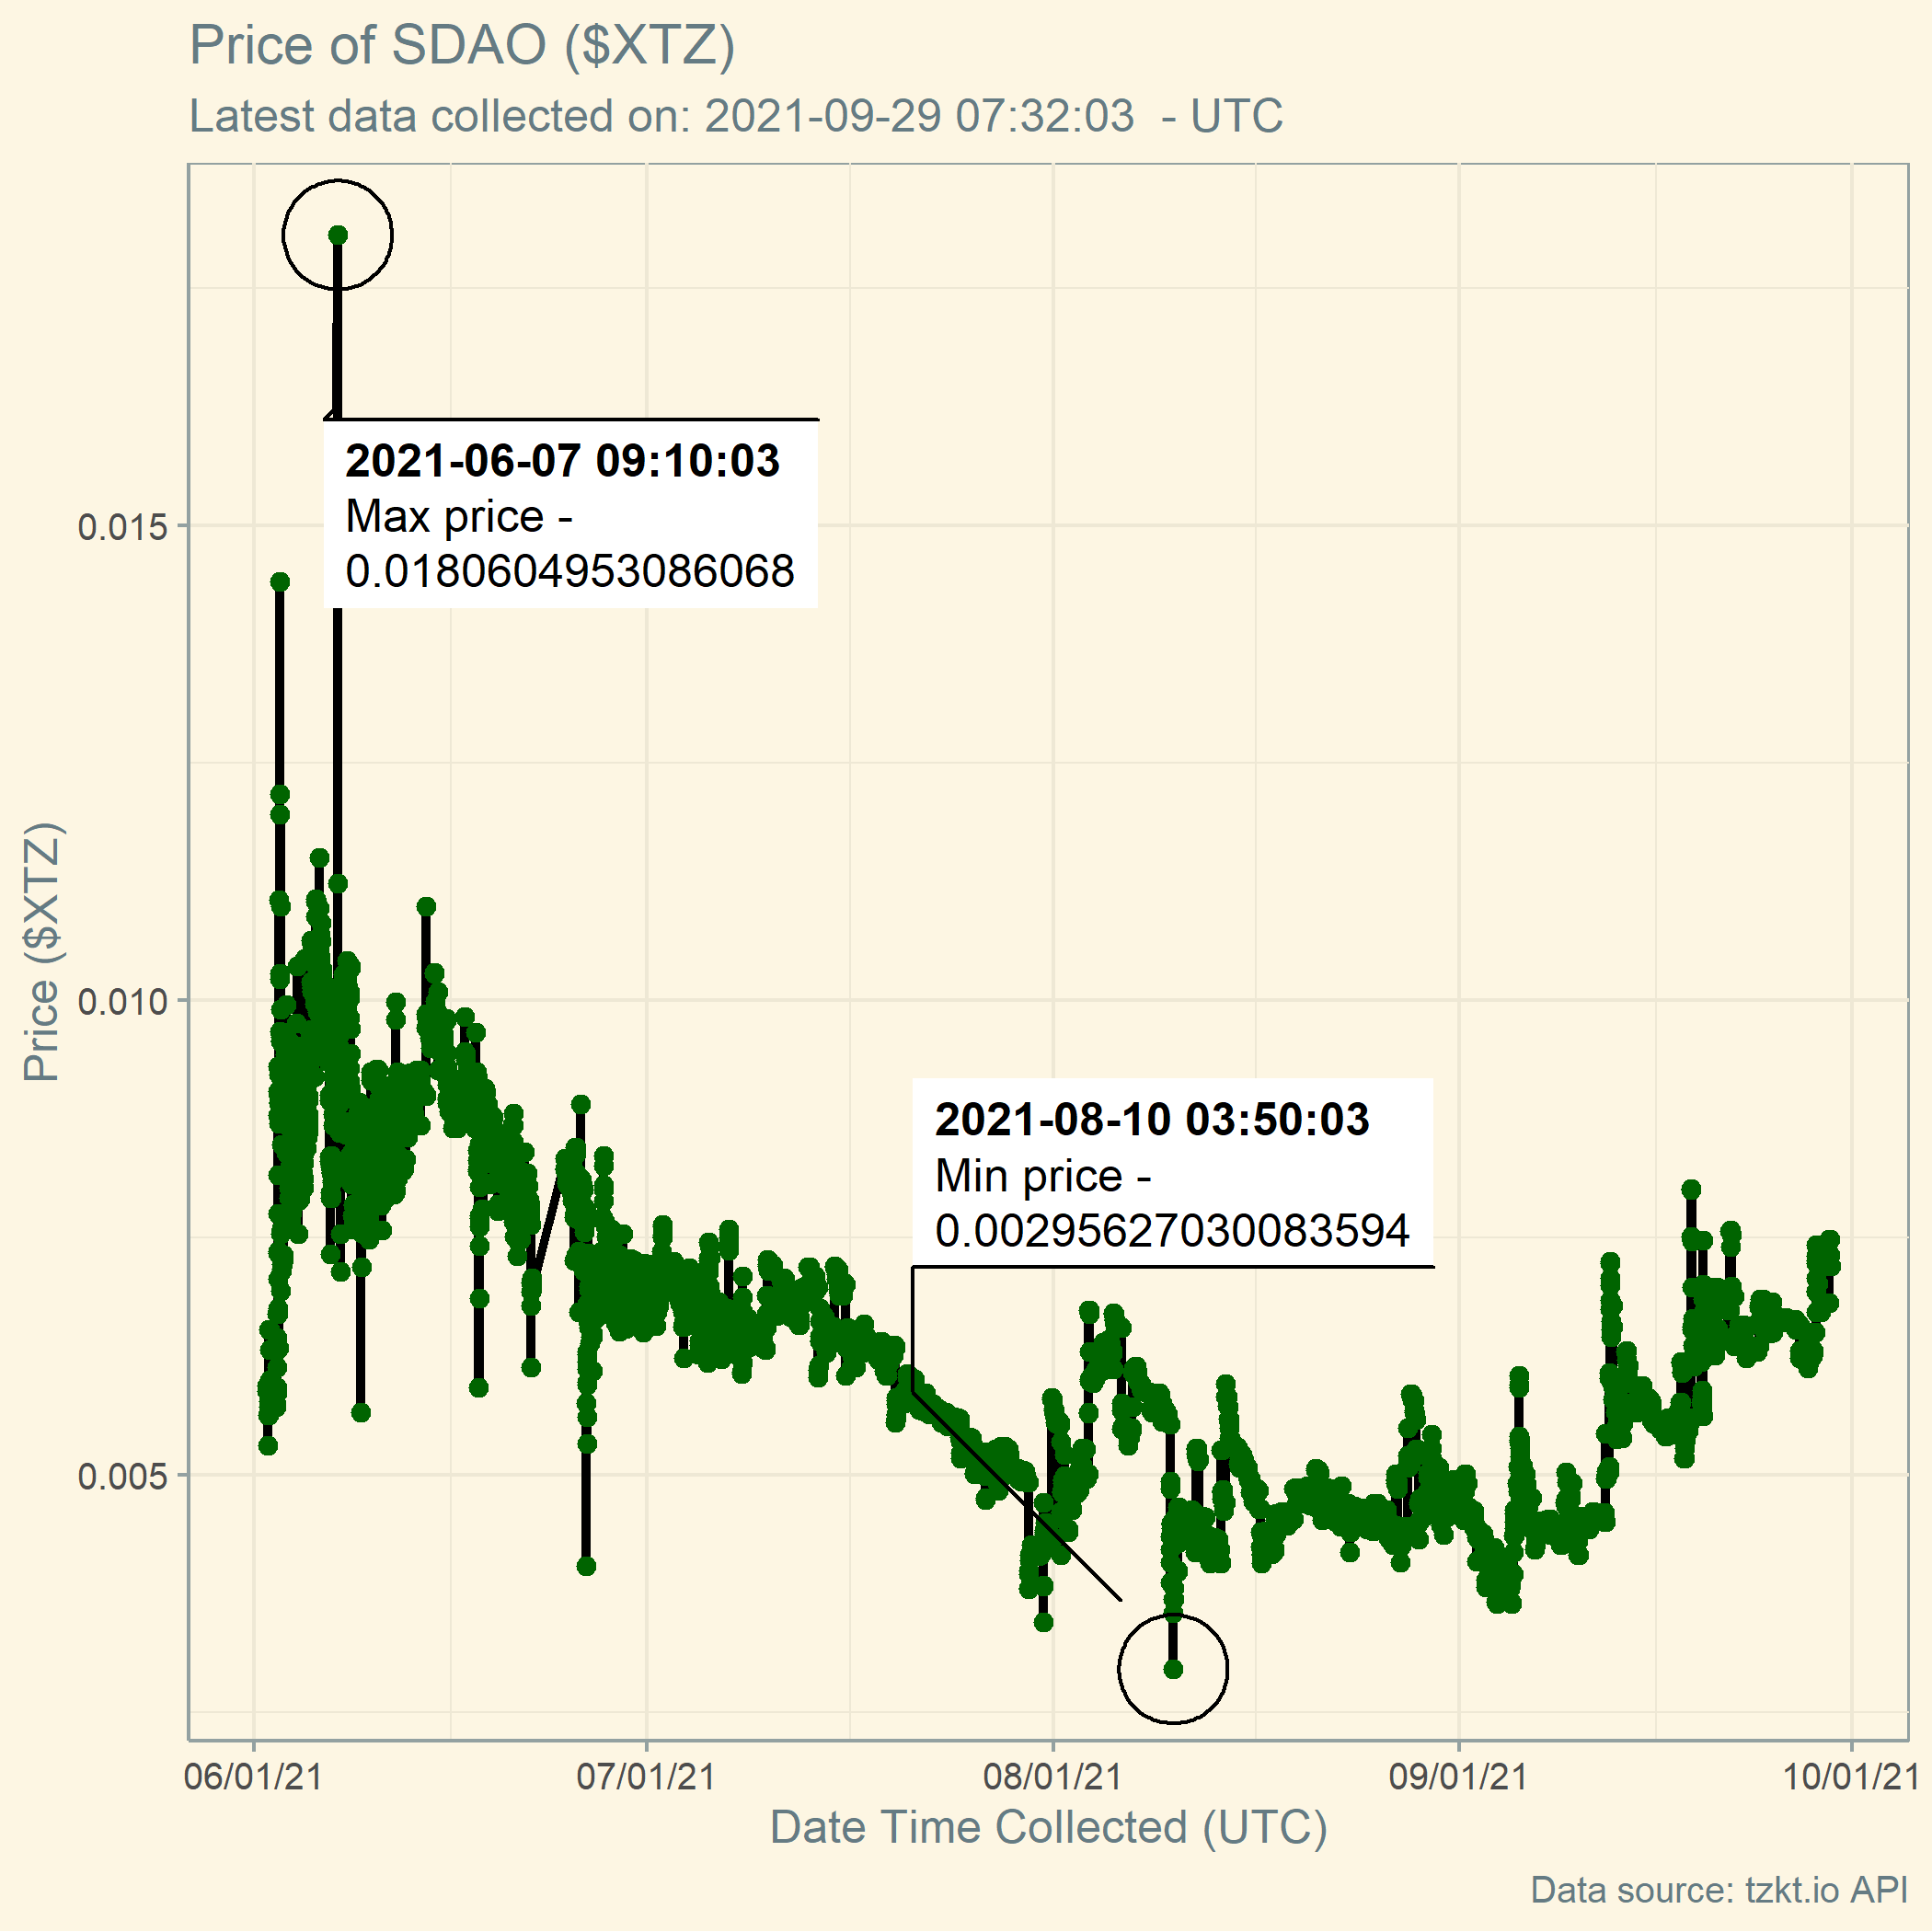 Price of SDAO ($XTZ)
Latest data collected on: 2021-09-29 07:32:03  - UTC
2021-06-07 09:10:03
Max price -
0.0180604953086068
0.015
0.010
Price ($XTZ)
2021-08-10 03:50:03
Min price -
0.00295627030083594
0.005
06/01/21
07/01/21
08/01/21
09/01/21
10/01/21
Date Time Collected (UTC)
Data source: tzkt.io API